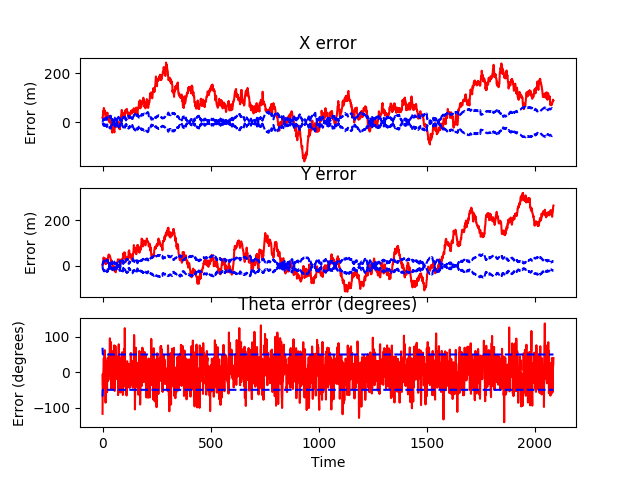 X error
200
0
Error (m)
Y error
200
0
Error (m)
Theta error (degrees)
100
0
−100
Error (degrees)
0 500 1000 1500 2000
Time